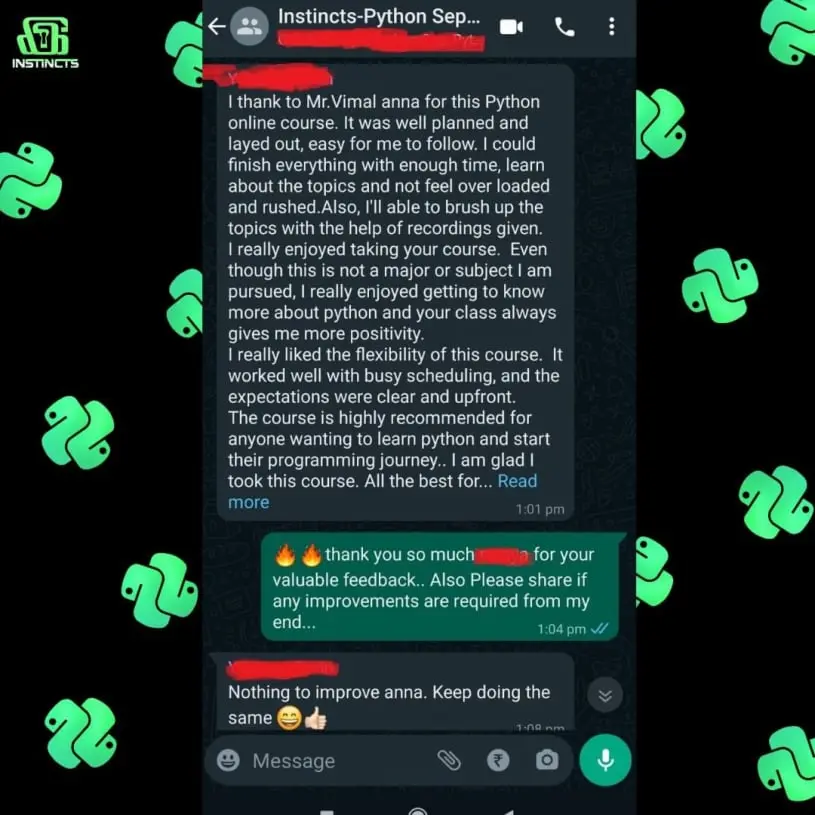 INSTINCTS
Instincts-Python Sep...
I thank to Mr.Vimal anna for this Python
online course. It was well planned and
layed out, easy for me to follow. I could
finish everything with enough time, learn
about the topics and not feel over loaded
and rushed.Also, I'll able to brush up the
topics with the help of recordings given.
I really enjoyed taking your course.  Even
though this is not a major or subject I am
pursued, I really enjoyed getting to know
more about python and your class always
gives me more positivity.
I really liked the flexibility of this course.  It
worked well with busy scheduling, and the
expectations were clear and upfront.
The course is highly recommended for
anyone wanting to learn python and start
their programming journey.. I am glad I
took this course. All the best for... Read
more
1:01 pm
🔥🔥thank you so much for your
valuable feedback.. Also Please share if
any improvements are required from my
end...
1:04 pm
Nothing to improve anna. Keep doing the
same 😄👍🏻
1:08 pm
Message